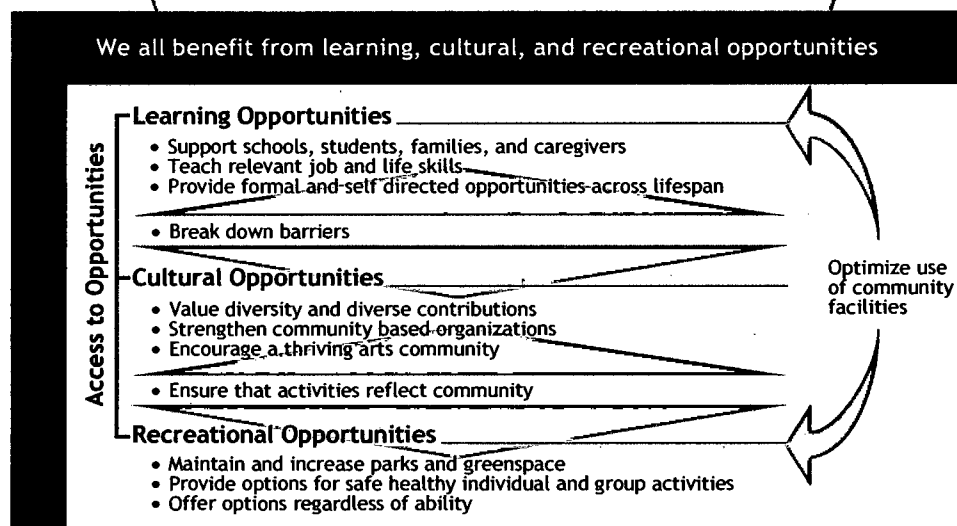 We all benefit from learning, cultural, and recreational opportunities
Access to Opportunities
Learning Opportunities
• Support schools, students, families, and caregivers
• Teach relevant job and life skills
• Provide formal and self directed opportunities across lifespan
• Break down barriers
Cultural Opportunities
• Value diversity and diverse contributions
• Strengthen community based organizations
• Encourage a thriving arts community
• Ensure that activities reflect community
Recreational Opportunities
• Maintain and increase parks and greenspace
• Provide options for safe healthy individual and group activities
• Offer options regardless of ability
Optimize use
of community
facilities